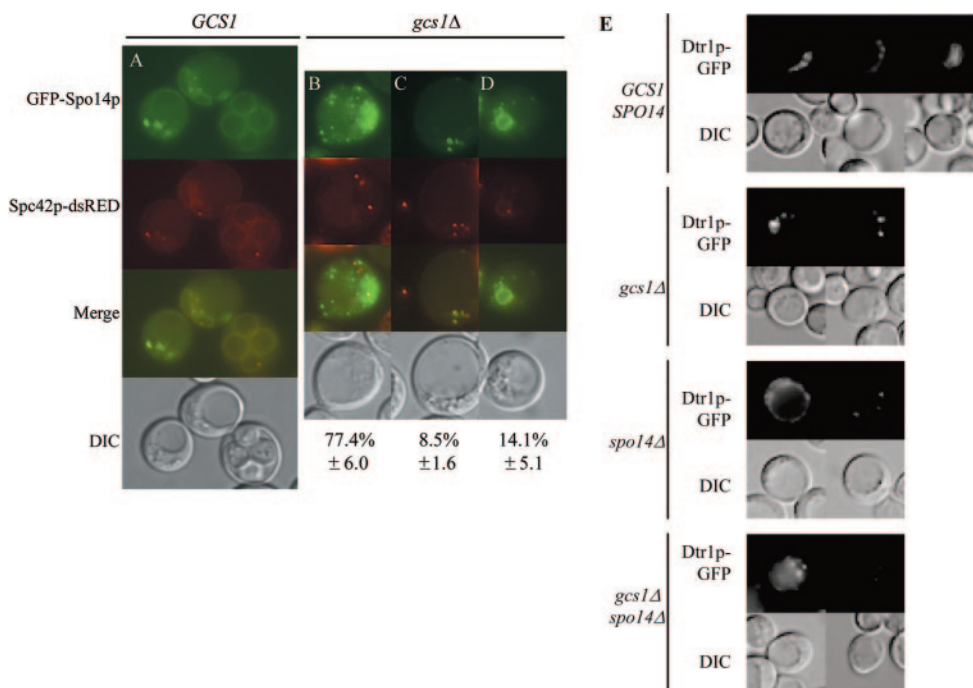 GCS1
gcs1Δ
A
B
C
D
GFP-Spo14p
Spc42p-dsRED
Merge
DIC
77.4%
±6.0
8.5%
±1.6
14.1%
±5.1
E
GCS1
SPO14
Dtr1p-
GFP
DIC
gcs1Δ
Dtr1p-
GFP
DIC
spo14Δ
Dtr1p-
GFP
DIC
gcs1Δ
spo14Δ
Dtr1p-
GFP
DIC